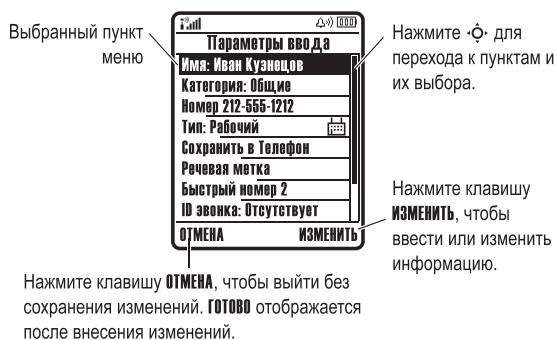 Выбранный пункт
меню
Параметры ввода
Имя: Иван Кузнецов
Категория: Общие
Номер 212-555-1212
Тип: Рабочий
Сохранить в Телефон
Речевая метка
Быстрый номер 2
ID звонка: Отсутствует
ОТМЕНА ИЗМЕНИТЬ
Нажмите для
перехода к пунктам и
их выбора.
Нажмите клавишу
ИЗМЕНИТЬ, чтобы
ввести или изменить
информацию.
Нажмите клавишу ОТМЕНА, чтобы выйти без
сохранения изменений. ГОТОВО отображается
после внесения изменений.